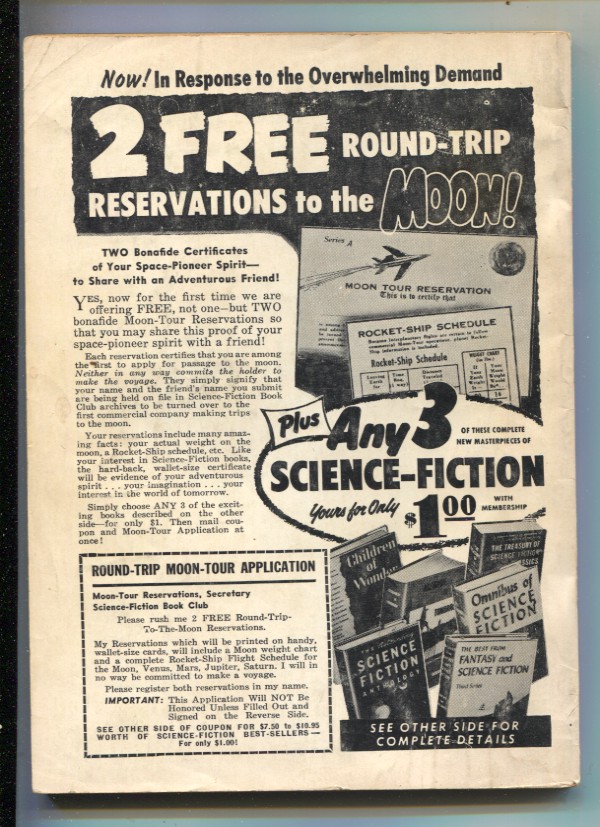 Now! In Response to the Overwhelming Demand
2 FREE ROUND-TRIP
RESERVATIONS to the MOON!
TWO Bonafide Certificates
of Your Space-Pioneer Spirit—
to Share with an Adventurous Friend!
YES, now for the first time we are
offering FREE, not one—but TWO
bonafide Moon-Tour Reservations so
that you may share this proof of your
space-pioneer spirit with a friend!
Each reservation certifies that you are among
the first to apply for passage to the moon.
Neither in any way commits the holder to
make the voyage. They simply signify that
your name and the friend's name you submit
are being held on file in Science-Fiction Book
Club archives to be turned over to the
first commercial company making trips
to the moon.
Your reservations include many amaz-
ing facts: your actual weight on the
moon, a Rocket-Ship schedule, etc. Like
your interest in Science-Fiction books,
the hard-back, wallet-size certificate
will be evidence of your adventurous
spirit . . . your imagination . . . your
interest in the world of tomorrow.
Simply choose ANY 3 of the excit-
ing books described on the other
side—for only $1. Then mail cou-
pon and Moon-Tour Application at
once!
Series A
MOON TOUR RESERVATION
This is to certify that
ROCKET-SHIP SCHEDULE
Rocket-Ship Schedule
WEIGHT CHART
Plus Any 3
OF THESE COMPLETE
NEW MASTERPIECES OF
SCIENCE-FICTION
Yours for Only $1.00
WITH
MEMBERSHIP
Children
of
Wonder
THE TREASURY OF
SCIENCE FICTION
CLASSICS
Omnibus of
SCIENCE
FICTION
SCIENCE
FICTION
ANTHOLOGY
THE BEST FROM
FANTASY and
SCIENCE FICTION
Third Series
SEE OTHER SIDE FOR
COMPLETE DETAILS
ROUND-TRIP MOON-TOUR APPLICATION
Moon-Tour Reservations, Secretary
Science-Fiction Book Club
Please rush me 2 FREE Round-Trip-
To-The-Moon Reservations.
My Reservations which will be printed on handy,
wallet-size cards, will include a Moon weight chart
and a complete Rocket-Ship Flight Schedule for
the Moon, Venus, Mars, Jupiter, Saturn. I will in
no way be committed to make a voyage.
Please register both reservations in my name.
IMPORTANT: This Application Will NOT Be
Honored Unless Filled Out and
Signed on the Reverse Side.
SEE OTHER SIDE OF COUPON FOR $7.50 to $10.95
WORTH OF SCIENCE-FICTION BEST-SELLERS—
For only $1.00!